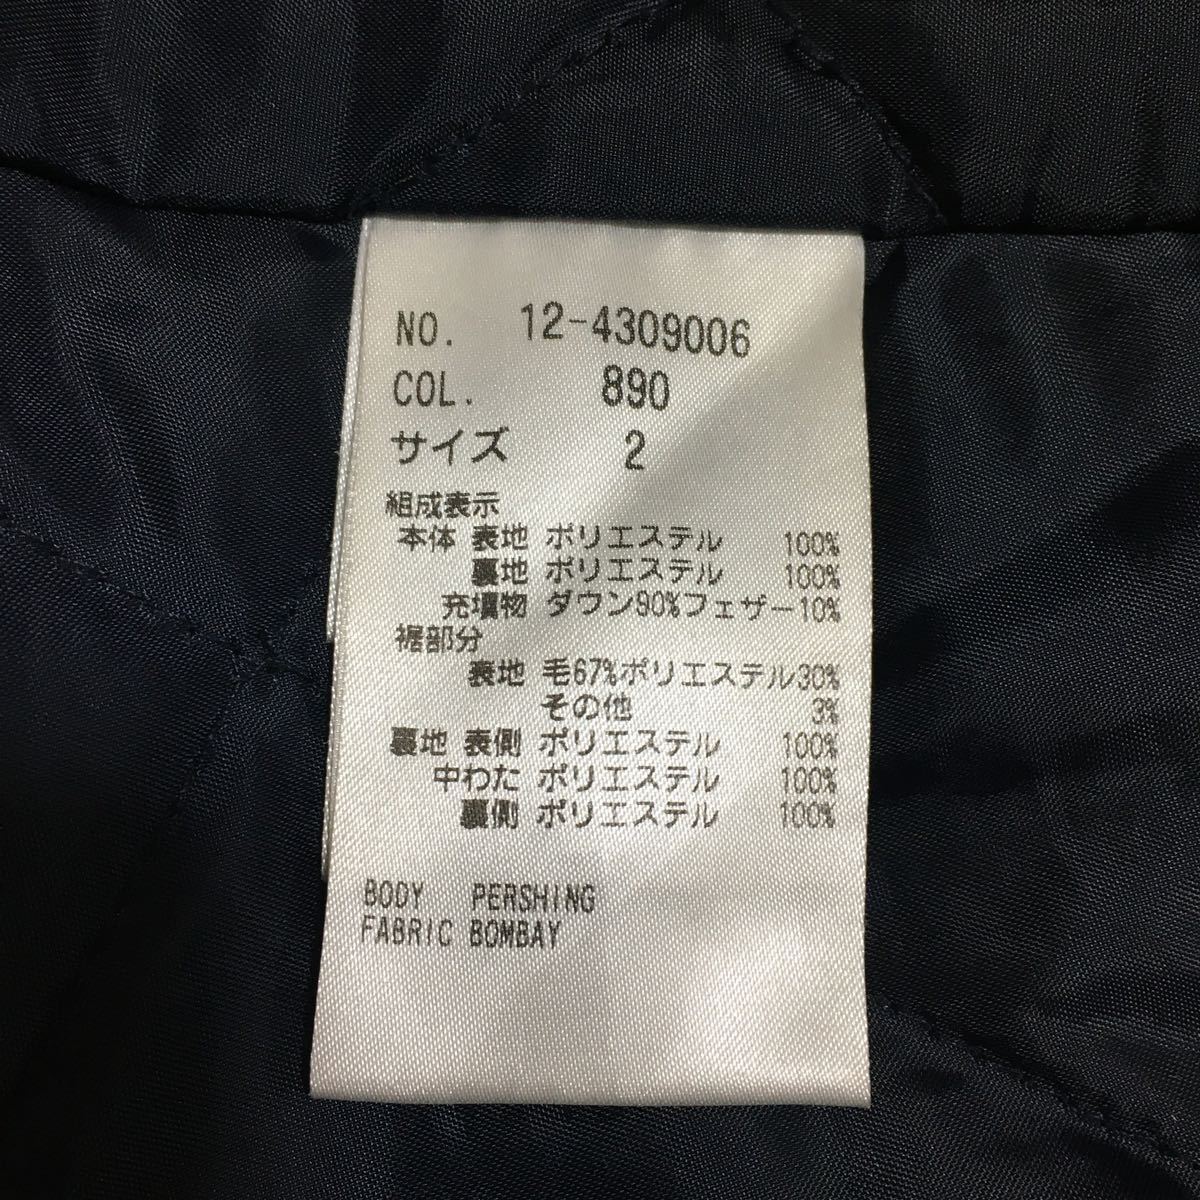 NO. 12-4309006
COL. 890
サイズ 2
組成表示
本体 表地 ポリエステル 100%
裏地 ポリエステル 100%
充填物 ダウン90%フェザー10%
裾部分
表地 毛67%ポリエステル30%
その他 3%
裏地 表側 ポリエステル 100%
中わた ポリエステル 100%
裏側 ポリエステル 100%
BODY PERSHING
FABRIC BOMBAY